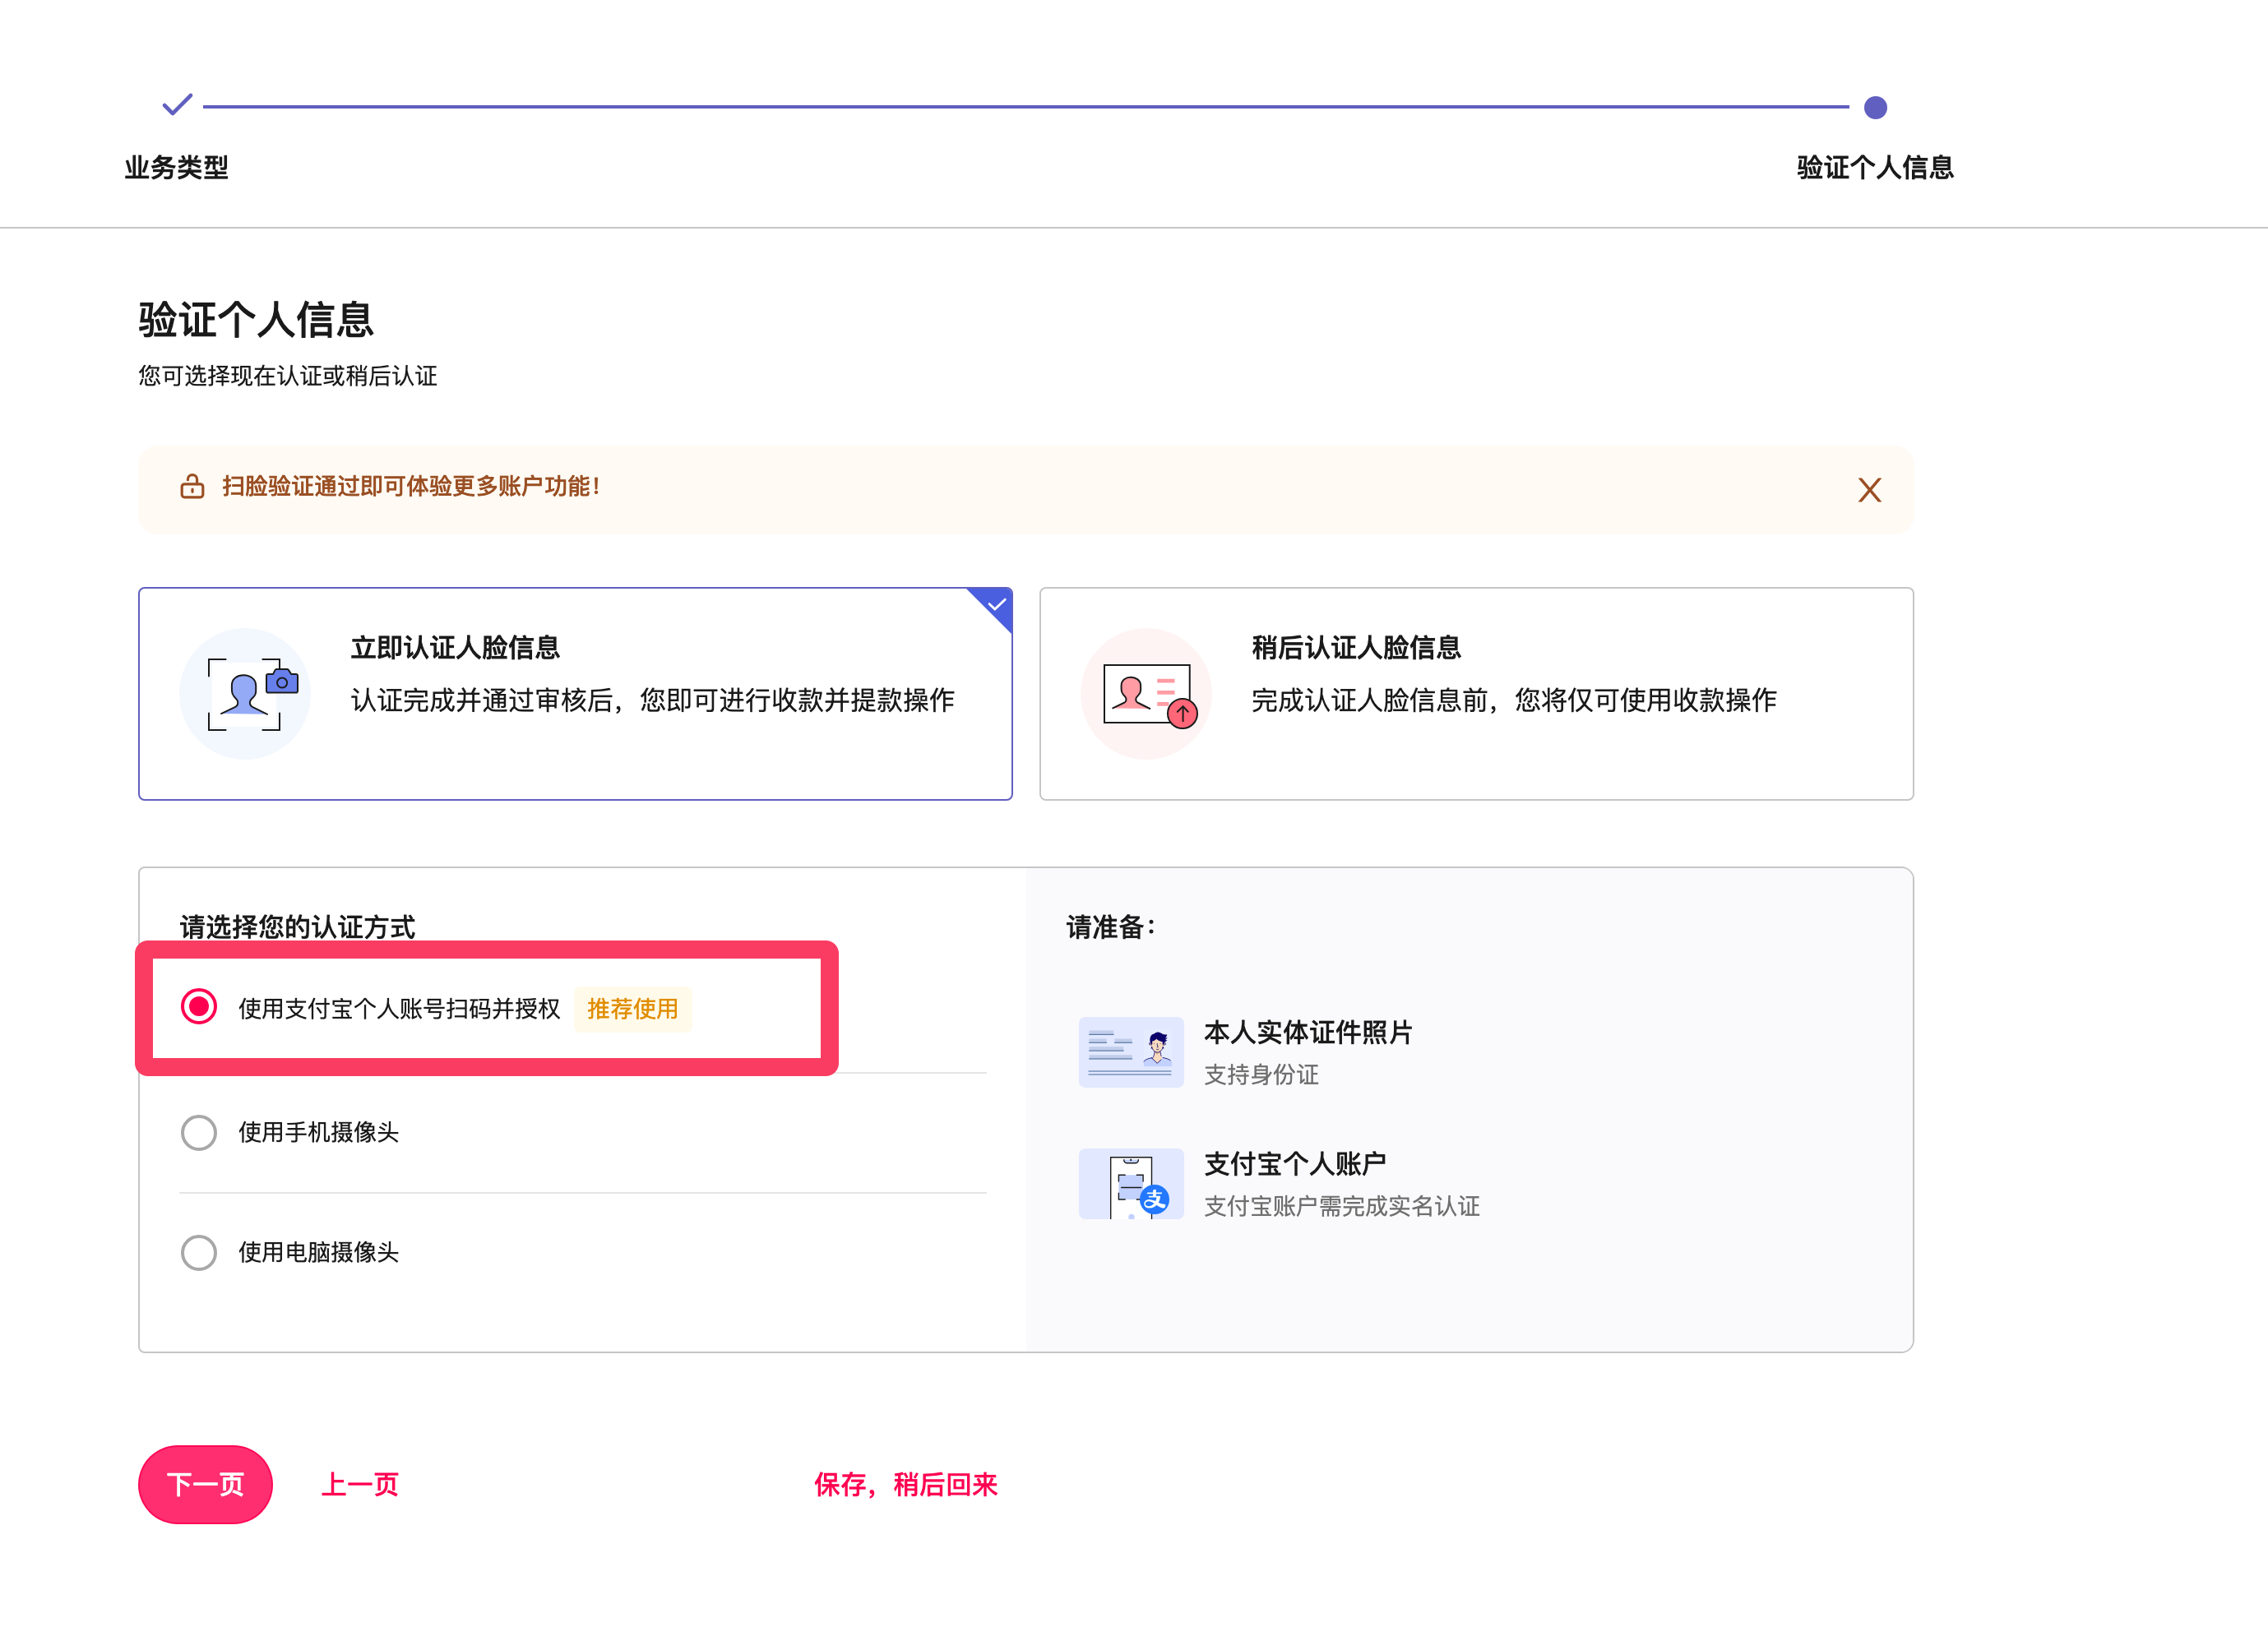 业务类型
验证个人信息
验证个人信息
您可选择现在认证或稍后认证
扫脸验证通过即可体验更多账户功能！
立即认证人脸信息
认证完成并通过审核后，您即可进行收款并提款操作
稍后认证人脸信息
完成认证人脸信息前，您将仅可使用收款操作
请选择您的认证方式
使用支付宝个人账号扫码并授权 推荐使用
使用手机摄像头
使用电脑摄像头
请准备：
本人实体证件照片
支持身份证
支
支付宝个人账户
支付宝账户需完成实名认证
下一页
上一页
保存，稍后回来